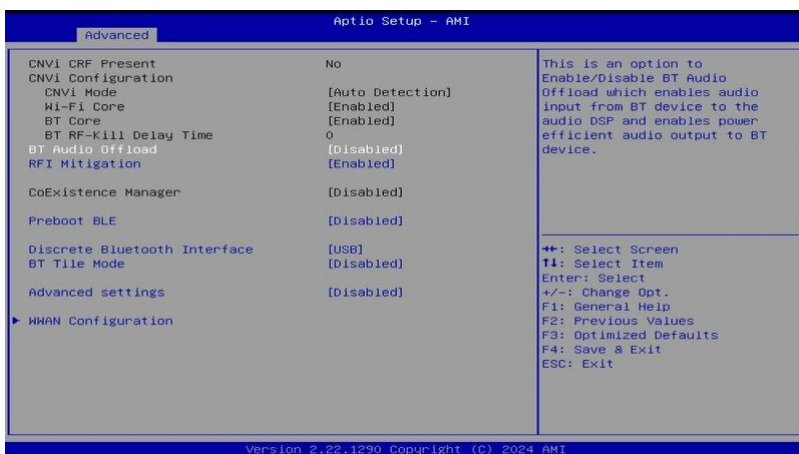 Aptio Setup - AMI
Advanced
CNVi CRF Present No
CNVi Configuration
CNVi Mode [Auto Detection]
Wi-Fi Core [Enabled]
BT Core [Enabled]
BT RF-Kill Delay Time 0
BT Audio Offload [Disabled]
RFI Mitigation [Enabled]
CoExistence Manager [Disabled]
Preboot BLE [Disabled]
Discrete Bluetooth Interface [USB]
BT Tile Mode [Disabled]
Advanced settings [Disabled]
WWAN Configuration
This is an option to
Enable/Disable BT Audio
Offload which enables audio
input from BT device to the
audio DSP and enables power
efficient audio output to BT
device.
→←: Select Screen
↑↓: Select Item
Enter: Select
+/-: Change Opt.
F1: General Help
F2: Previous Values
F3: Optimized Defaults
F4: Save & Exit
ESC: Exit
Version 2.22.1290 Copyright (C) 2024 AMI